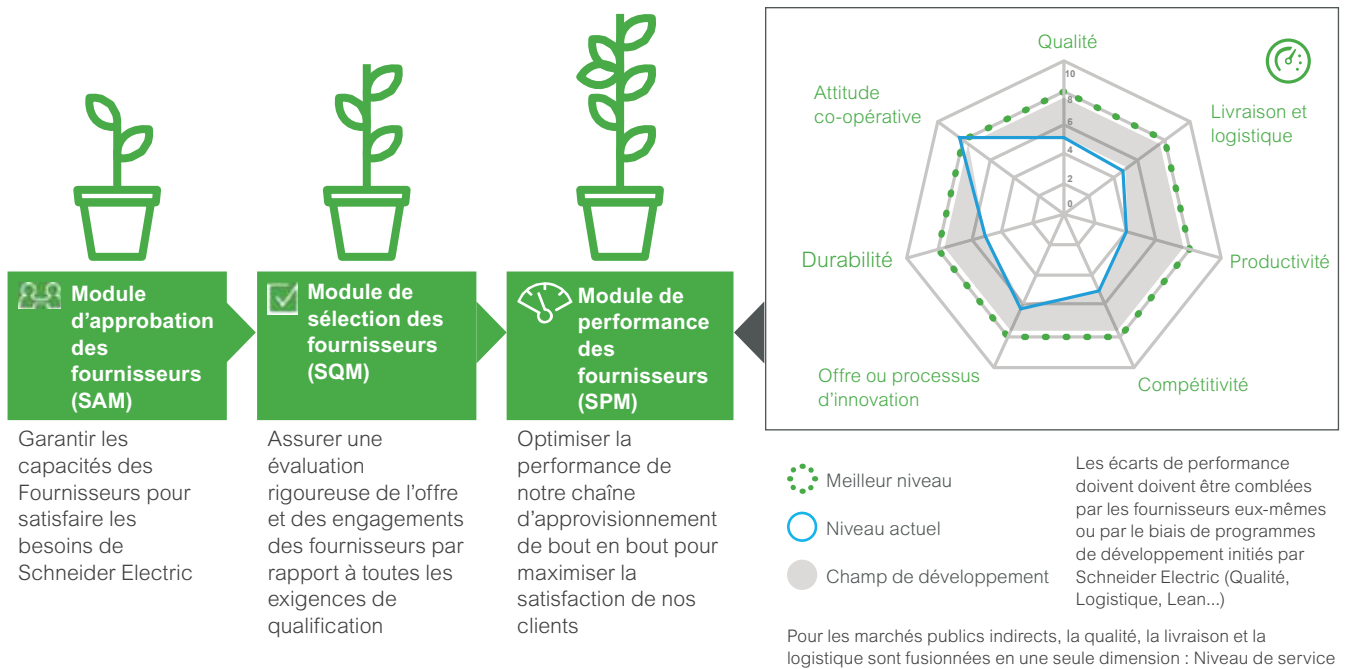 Module
d'approbation
des
fournisseurs
(SAM)
Garantir les
capacités des
Fournisseurs pour
satisfaire les
besoins de
Schneider Electric
Module de
sélection des
fournisseurs
(SQM)
Assurer une
évaluation
rigoureuse de l'offre
et des engagements
des fournisseurs par
rapport à toutes les
exigences de
qualification
Module de
performance
des
fournisseurs
(SPM)
Optimiser la
performance de
notre chaîne
d'approvisionnement
de bout en bout pour
maximiser la
satisfaction de nos
clients
Qualité
Livraison et
logistique
Productivité
Compétitivité
Offre ou processus
d'innovation
Durabilité
Attitude
co-opérative
10
8
6
4
2
0
Meilleur niveau
Niveau actuel
Champ de développement
Les écarts de performance
doivent doivent être comblées
par les fournisseurs eux-mêmes
ou par le biais de programmes
de développement initiés par
Schneider Electric (Qualité,
Logistique, Lean...)
Pour les marchés publics indirects, la qualité, la livraison et la
logistique sont fusionnées en une seule dimension : Niveau de service